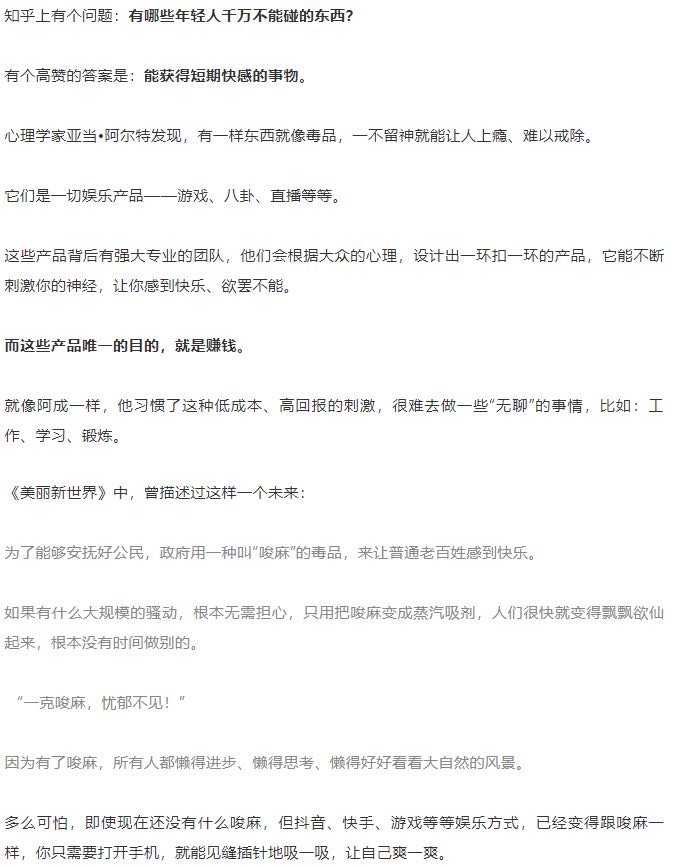 知乎上有个问题：有哪些年轻人千万不能碰的东西？
有个高赞的答案是：能获得短期快感的事物。
心理学家亚当•阿尔特发现，有一样东西就像毒品，一不留神就能让人上瘾、难以戒除。
它们是一切娱乐产品——游戏、八卦、直播等等。
这些产品背后有强大专业的团队，他们会根据大众的心理，设计出一环扣一环的产品，它能不断
刺激你的神经，让你感到快乐、欲罢不能。
而这些产品唯一的目的，就是赚钱。
就像阿成一样，他习惯了这种低成本、高回报的刺激，很难去做一些“无聊”的事情，比如：工
作、学习、锻炼。
《美丽新世界》中，曾描述过这样一个未来：
为了能够安抚好公民，政府用一种叫“唆麻”的毒品，来让普通老百姓感到快乐。
如果有什么大规模的骚动，根本无需担心，只用把唆麻变成蒸汽吸剂，人们很快就变得飘飘欲仙
起来，根本没有时间做别的。
“一克唆麻，忧郁不见！”
因为有了唆麻，所有人都懒得进步、懒得思考、懒得好好看看大自然的风景。
多么可怕，即使现在还没有什么唆麻，但抖音、快手、游戏等等娱乐方式，已经变得跟唆麻一
样，你只需要打开手机，就能见缝插针地吸一吸，让自己爽一爽。